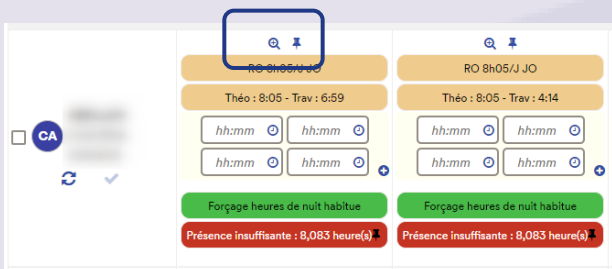 RO 8h05/J JO RO 8h05/J JO
Théo : 8:05 - Trav : 6:59 Théo : 8:05 - Trav : 4:14
CA hh:mm hh:mm hh:mm hh:mm
hh:mm hh:mm hh:mm hh:mm
Forçage heures de nuit habitue Forçage heures de nuit habitue
Présence insuffisante : 8,083 heure(s) Présence insuffisante : 8,083 heure(s)